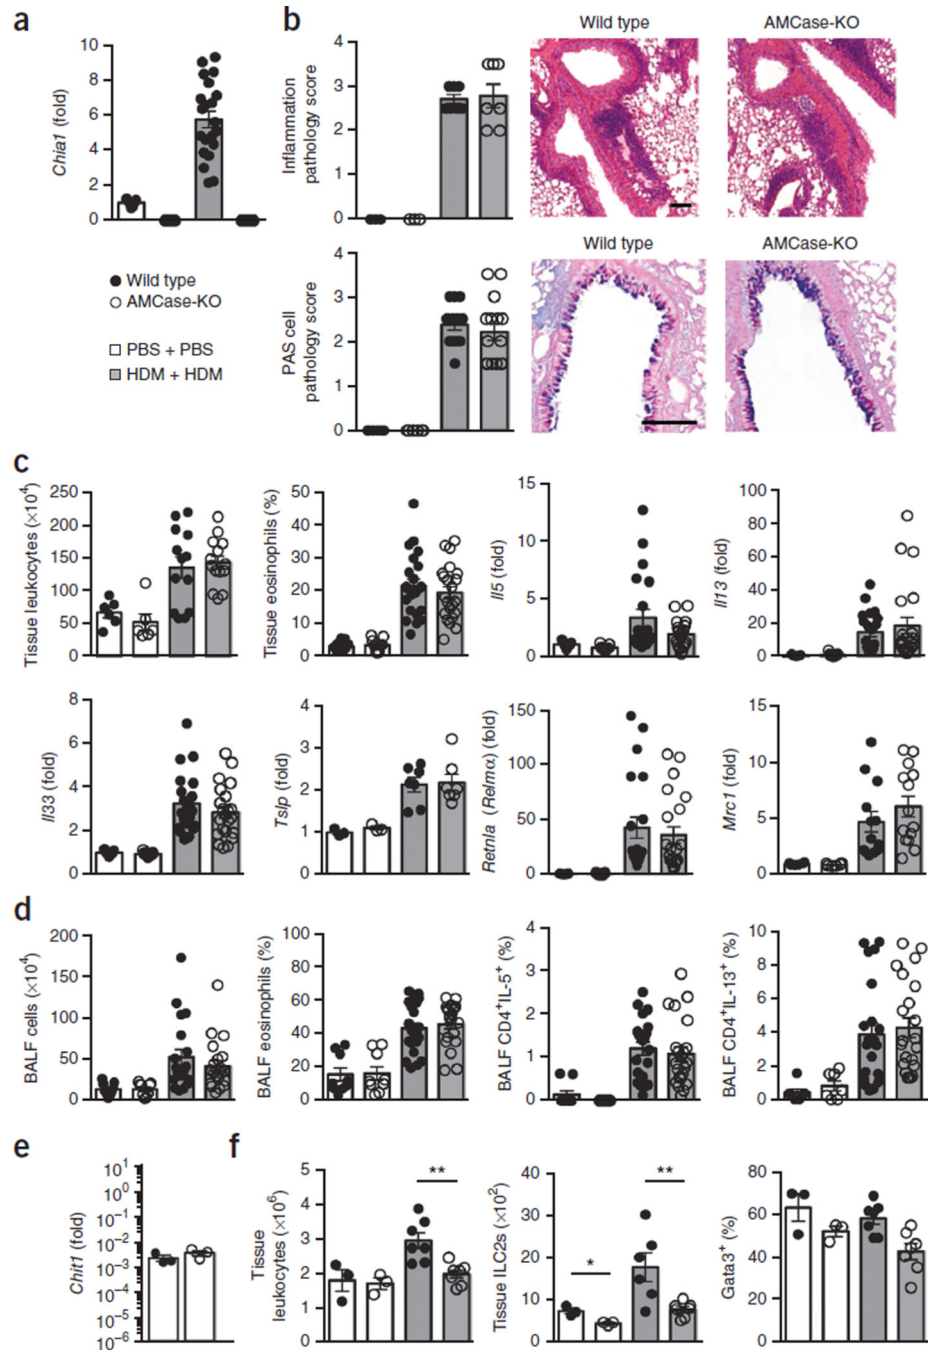 a
Chia1 (fold)
10
8
6
4
2
0
Wild type
AMCase-KO
PBS + PBS
HDM + HDM
b
Inflammation
pathology score
4
3
2
1
0
Wild type
AMCase-KO
PAS cell
pathology score
4
3
2
1
0
Wild type
AMCase-KO
c
Tissue leukocytes (×10⁴)
250
200
150
100
50
0
Tissue eosinophils (%)
50
40
30
20
10
0
Il5 (fold)
15
10
5
0
Il13 (fold)
100
80
60
40
20
0
Il33 (fold)
8
6
4
2
0
Tslp (fold)
4
3
2
1
0
Retnla (Relmα) (fold)
150
100
50
0
Mrc1 (fold)
15
10
5
0
d
BALF cells (×10⁴)
200
150
100
50
0
BALF eosinophils (%)
100
80
60
40
20
0
BALF CD4⁺IL-5⁺ (%)
4
3
2
1
0
BALF CD4⁺IL-13⁺ (%)
10
8
6
4
2
0
e
Chit1 (fold)
10¹
10⁰
10⁻¹
10⁻²
10⁻³
10⁻⁴
10⁻⁵
10⁻⁶
f
Tissue
leukocytes (×10⁶)
5
4
3
2
1
0
**
Tissue ILC2s (×10²)
40
30
20
10
0
*
**
Gata3⁺ (%)
80
60
40
20
0